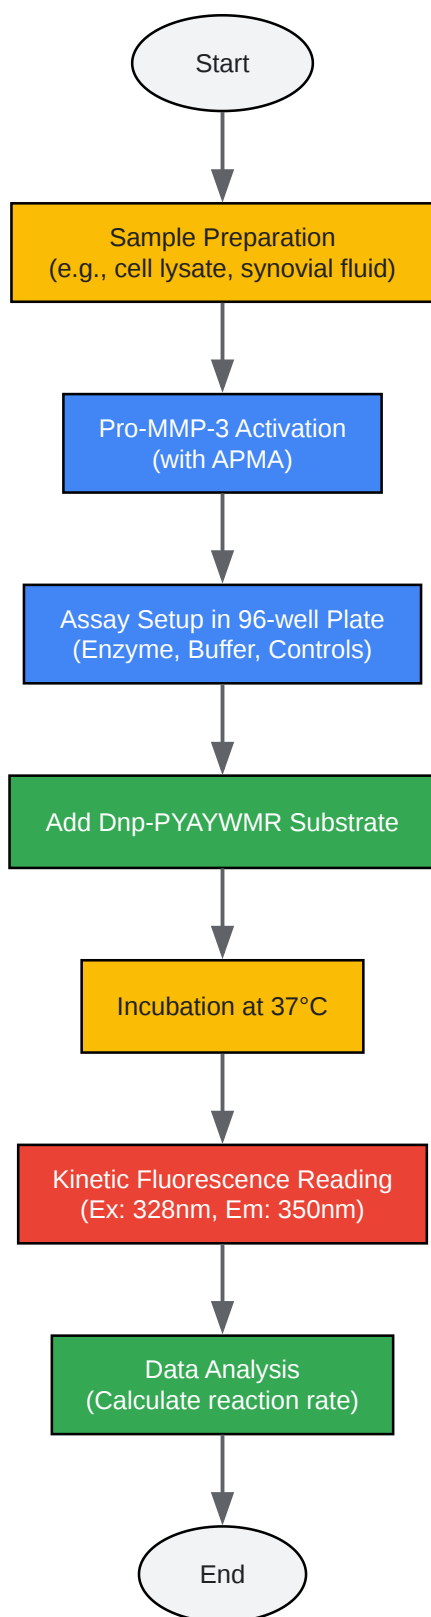 Start
Sample Preparation
(e.g., cell lysate, synovial fluid)
Pro-MMP-3 Activation
(with APMA)
Assay Setup in 96-well Plate
(Enzyme, Buffer, Controls)
Add Dnp-PYAYWMR Substrate
Incubation at 37°C
Kinetic Fluorescence Reading
(Ex: 328nm, Em: 350nm)
Data Analysis
(Calculate reaction rate)
End